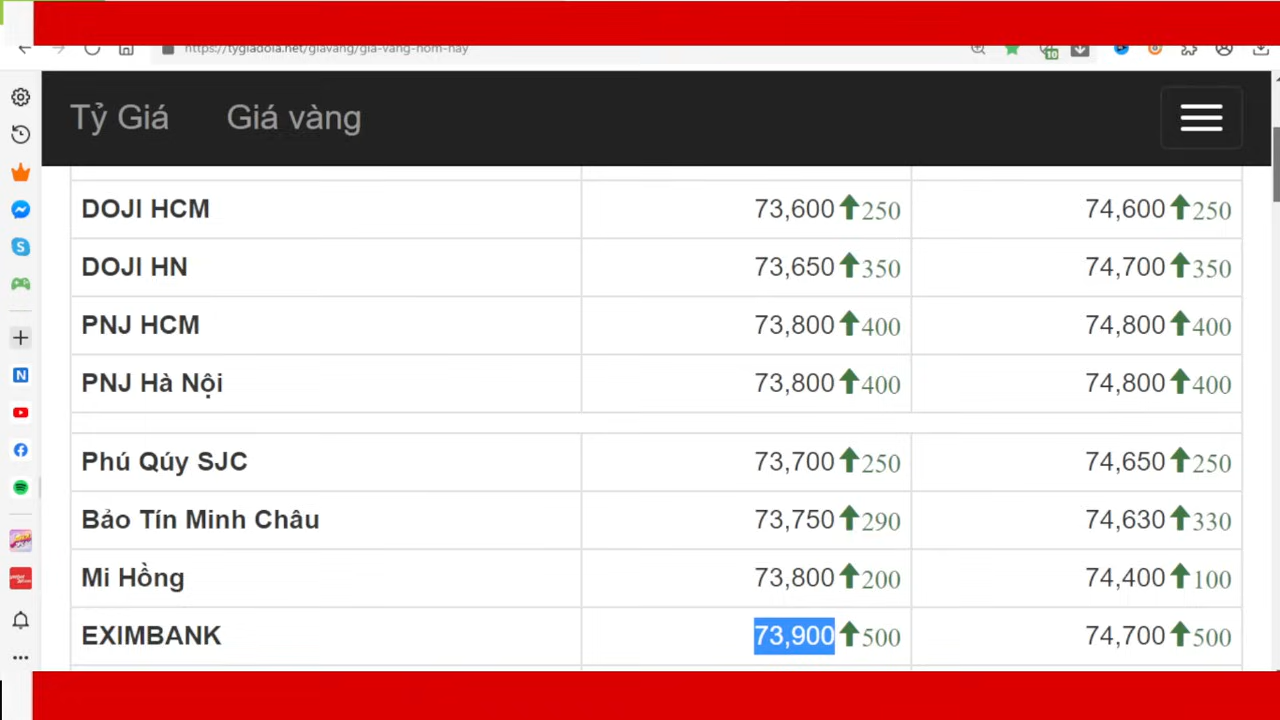 https://tygiadola.net/giavang/gia-vang-hom-nay
10
Tỷ Giá Giá vàng
DOJI HCM 73,600 250 74,600 250
DOJI HN 73,650 350 74,700 350
PNJ HCM 73,800 400 74,800 400
PNJ Hà Nội 73,800 400 74,800 400
Phú Qúy SJC 73,700 250 74,650 250
Bảo Tín Minh Châu 73,750 290 74,630 330
Mi Hồng 73,800 200 74,400 100
EXIMBANK 73,900 500 74,700 500